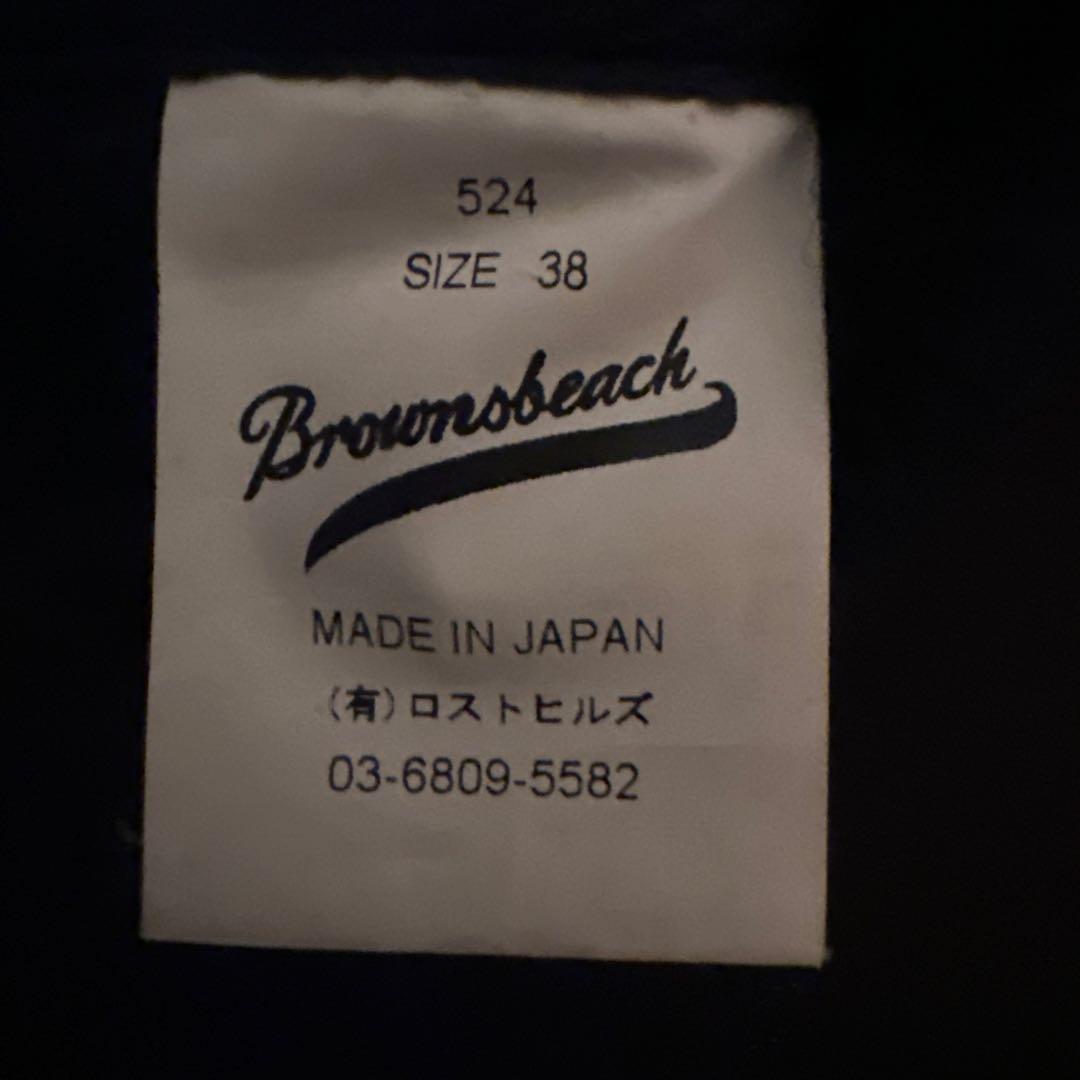 524
SIZE 38
Brownsbeach
MADE IN JAPAN
(有)ロストヒルズ
03-6809-5582